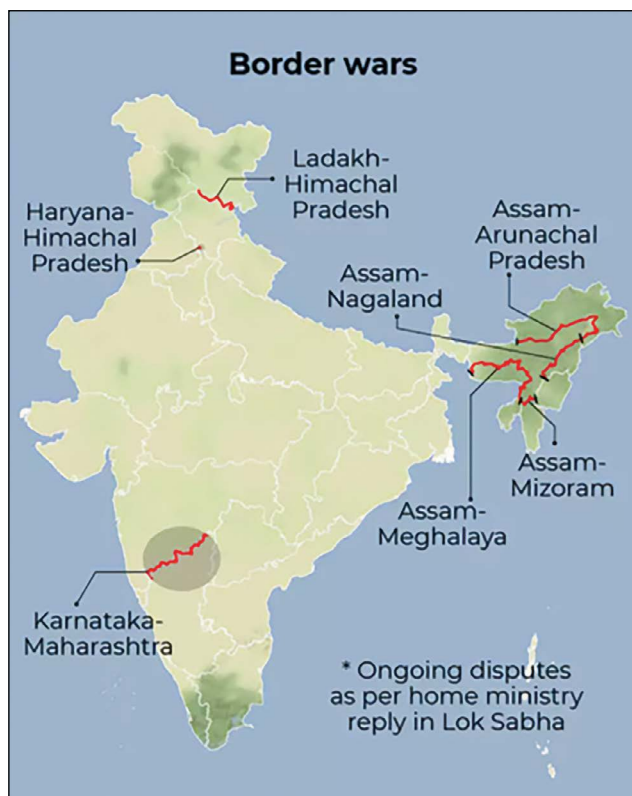 Border wars
Ladakh-
Himachal
Pradesh
Haryana-
Himachal
Pradesh
Assam-
Arunachal
Pradesh
Assam-
Nagaland
Assam-
Mizoram
Assam-
Meghalaya
Karnataka-
Maharashtra
* Ongoing disputes
as per home ministry
reply in Lok Sabha